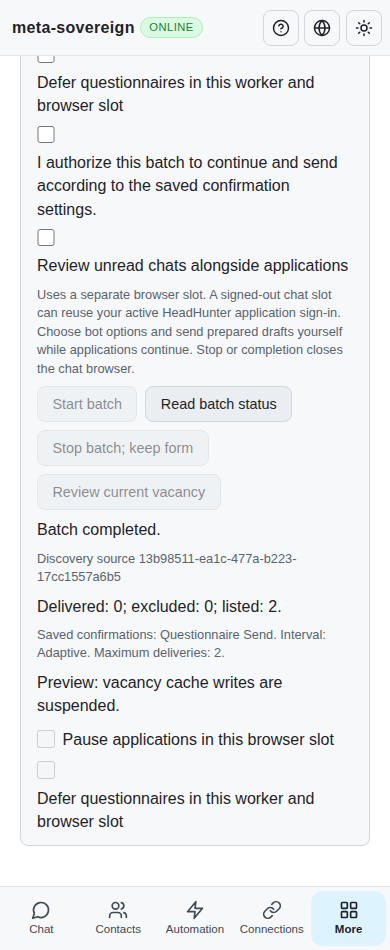 meta-sovereign ONLINE
Defer questionnaires in this worker and
browser slot
I authorize this batch to continue and send
according to the saved confirmation
settings.
Review unread chats alongside applications
Uses a separate browser slot. A signed-out chat slot
can reuse your active HeadHunter application sign-in.
Choose bot options and send prepared drafts yourself
while applications continue. Stop or completion closes
the chat browser.
Start batch Read batch status
Stop batch; keep form
Review current vacancy
Batch completed.
Discovery source 13b98511-ea1c-477a-b223-
17cc1557a6b5
Delivered: 0; excluded: 0; listed: 2.
Saved confirmations: Questionnaire Send. Interval:
Adaptive. Maximum deliveries: 2.
Preview: vacancy cache writes are
suspended.
Pause applications in this browser slot
Defer questionnaires in this worker and
browser slot
Chat Contacts Automation Connections More